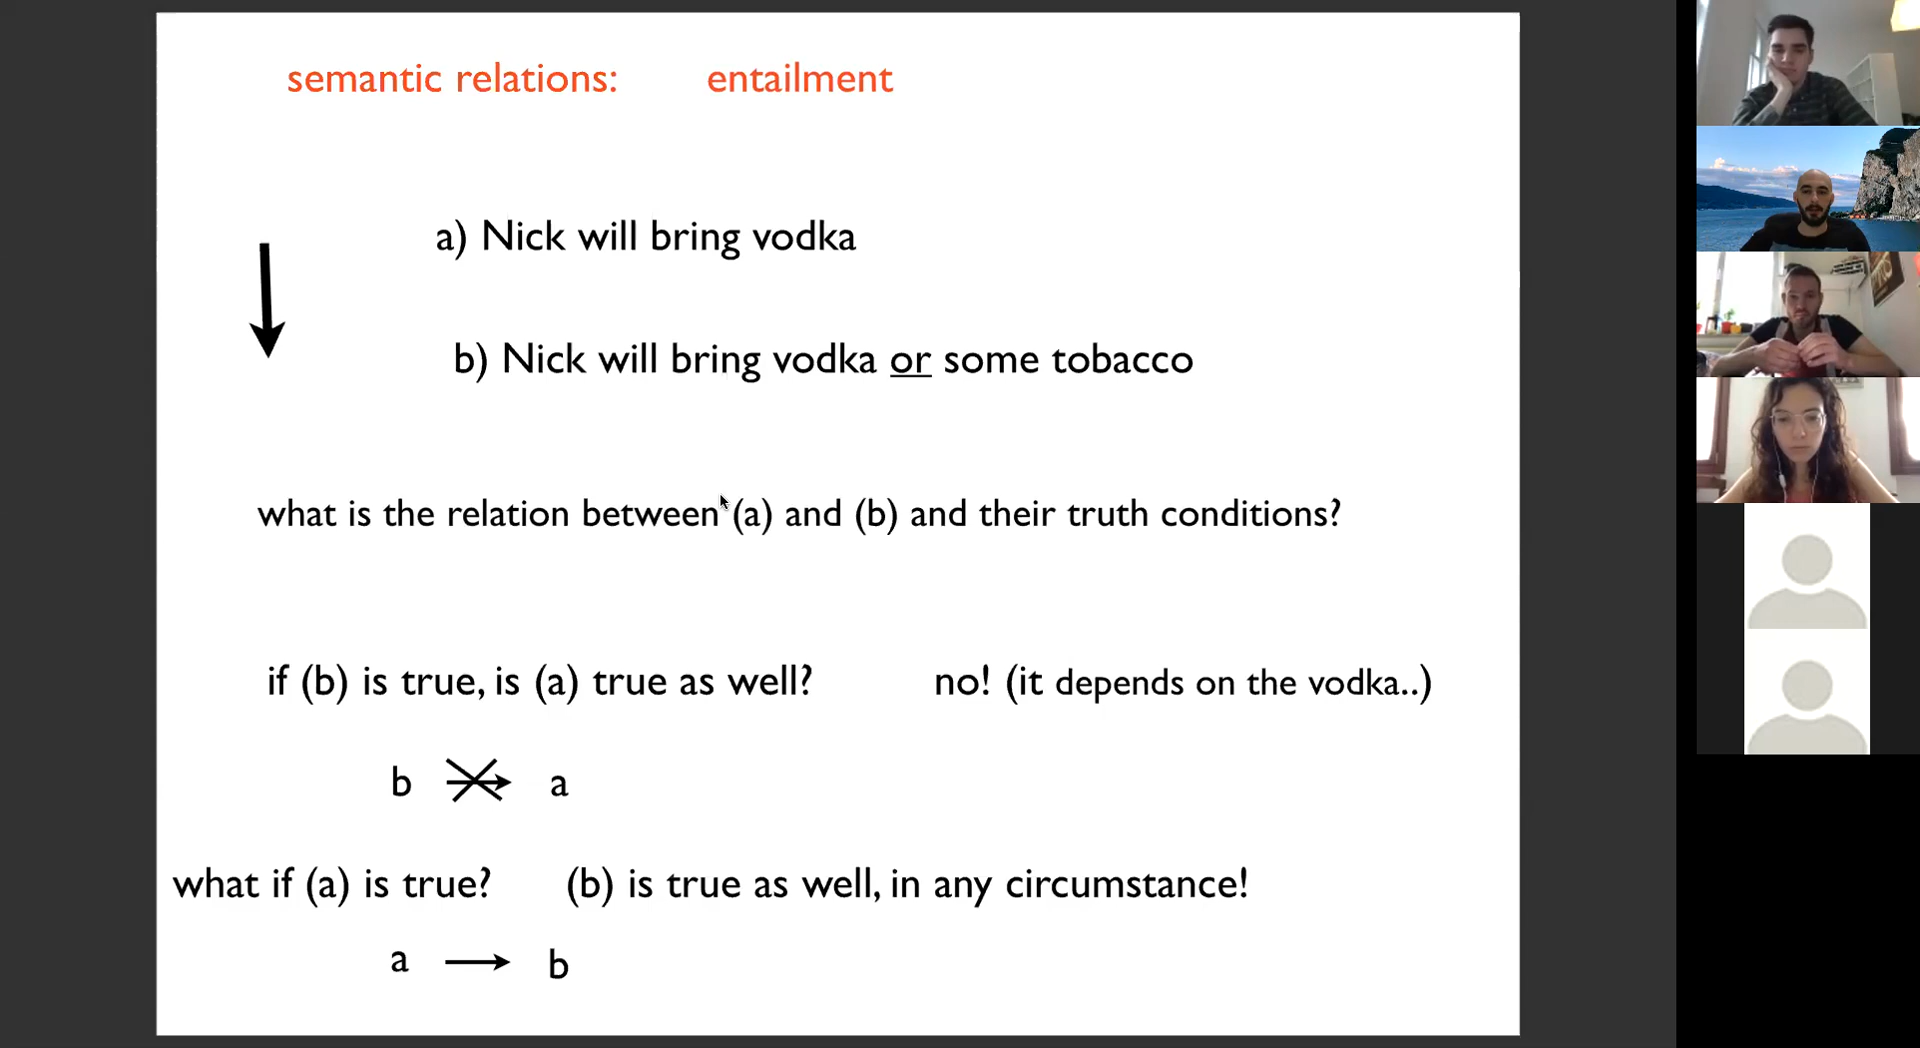 semantic relations: entailment
a) Nick will bring vodka
b) Nick will bring vodka or some tobacco
what is the relation between (a) and (b) and their truth conditions?
if (b) is true, is (a) true as well? no! (it depends on the vodka..)
b a
what if (a) is true? (b) is true as well, in any circumstance!
a → b